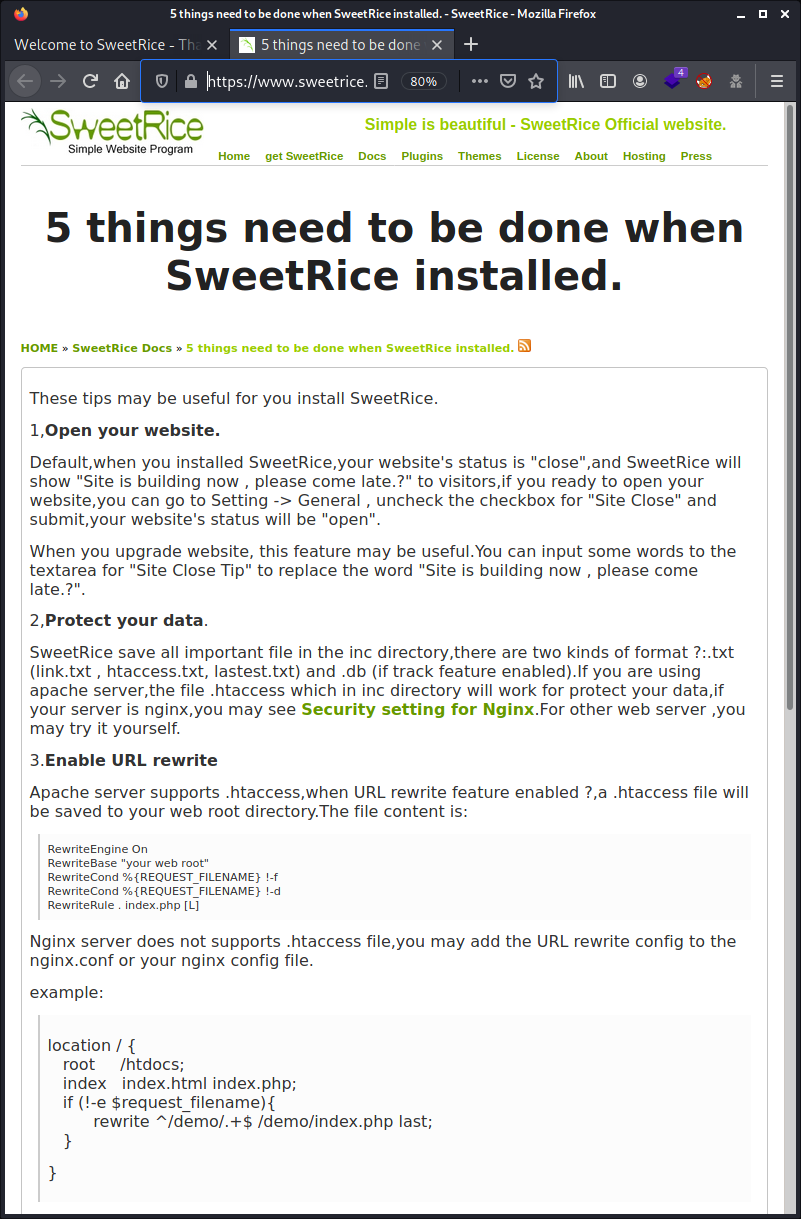 5 things need to be done when SweetRice installed. - SweetRice - Mozilla Firefox
Welcome to SweetRice - Tha
5 things need to be done
https://www.sweetrice.
80%
4
SweetRice
Simple Website Program
Simple is beautiful - SweetRice Official website.
Home get SweetRice Docs Plugins Themes License About Hosting Press
5 things need to be done when
SweetRice installed.
HOME » SweetRice Docs » 5 things need to be done when SweetRice installed.
These tips may be useful for you install SweetRice.
1,Open your website.
Default,when you installed SweetRice,your website's status is "close",and SweetRice will
show "Site is building now , please come late.?" to visitors,if you ready to open your
website,you can go to Setting -> General , uncheck the checkbox for "Site Close" and
submit,your website's status will be "open".
When you upgrade website, this feature may be useful.You can input some words to the
textarea for "Site Close Tip" to replace the word "Site is building now , please come
late.?".
2,Protect your data.
SweetRice save all important file in the inc directory,there are two kinds of format ?:.txt
(link.txt , htaccess.txt, lastest.txt) and .db (if track feature enabled).If you are using
apache server,the file .htaccess which in inc directory will work for protect your data,if
your server is nginx,you may see Security setting for Nginx.For other web server ,you
may try it yourself.
3.Enable URL rewrite
Apache server supports .htaccess,when URL rewrite feature enabled ?,a .htaccess file will
be saved to your web root directory.The file content is:
RewriteEngine On
RewriteBase "your web root"
RewriteCond %{REQUEST_FILENAME} !-f
RewriteCond %{REQUEST_FILENAME} !-d
RewriteRule . index.php [L]
Nginx server does not supports .htaccess file,you may add the URL rewrite config to the
nginx.conf or your nginx config file.
example:
location / {
root /htdocs;
index index.html index.php;
if (!-e $request_filename){
rewrite ^/demo/.+$ /demo/index.php last;
}
}